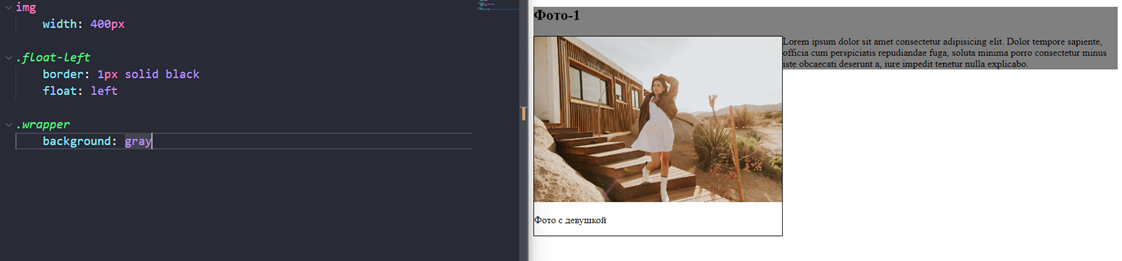 img
width: 400px
.float-left
border: 1px solid black
float: left
.wrapper
background: gray
Фото-1
Lorem ipsum dolor sit amet consectetur adipisicing elit. Dolor tempore sapiente,
officia cum perspiciatis repudiandae fuga, soluta minima porro consectetur minus
iste obcaecati deserunt a, iure impedit tenetur nulla explicabo.
Фото с девушкой